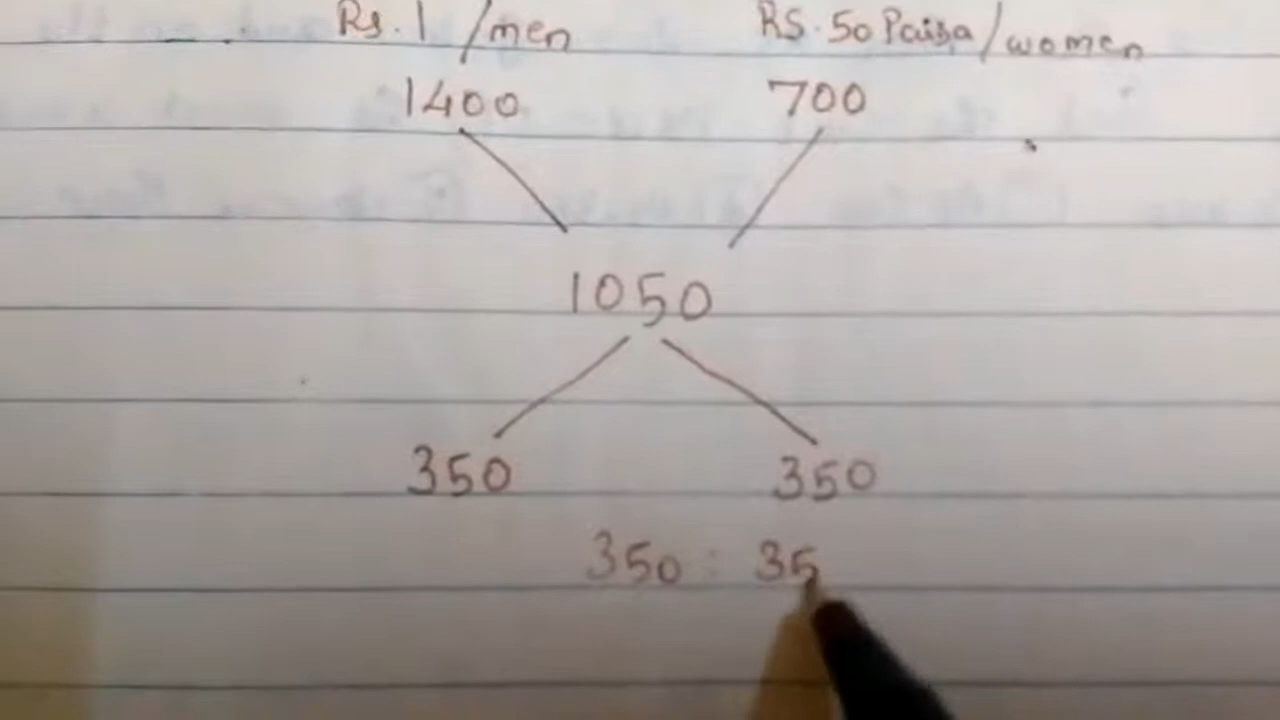 Rs. 1 /men RS. 50 Paisa/women
1400 700
1050
350 350
350 : 35